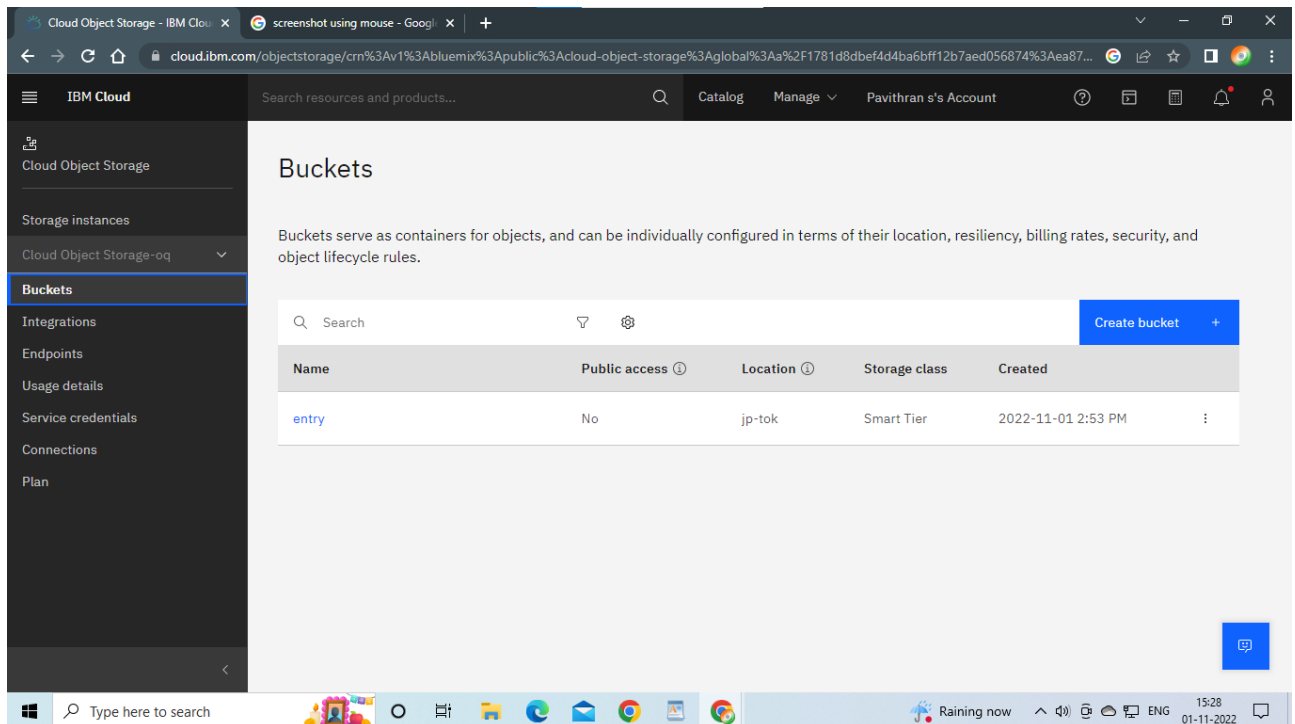 Cloud Object Storage - IBM Clou
screenshot using mouse - Googl
cloud.ibm.com/objectstorage/crn%3Av1%3Abluemix%3Apublic%3Acloud-object-storage%3Aglobal%3Aa%2F1781d8dbef4d4ba6bff12b7aed056874%3Aea87...
IBM Cloud
Search resources and products...
Catalog
Manage
Pavithran s's Account
Cloud Object Storage
Storage instances
Cloud Object Storage-oq
Buckets
Integrations
Endpoints
Usage details
Service credentials
Connections
Plan
Buckets
Buckets serve as containers for objects, and can be individually configured in terms of their location, resiliency, billing rates, security, and
object lifecycle rules.
Search
Create bucket +
Name Public access Location Storage class Created
entry No jp-tok Smart Tier 2022-11-01 2:53 PM
Type here to search
Raining now
ENG
15:28
01-11-2022